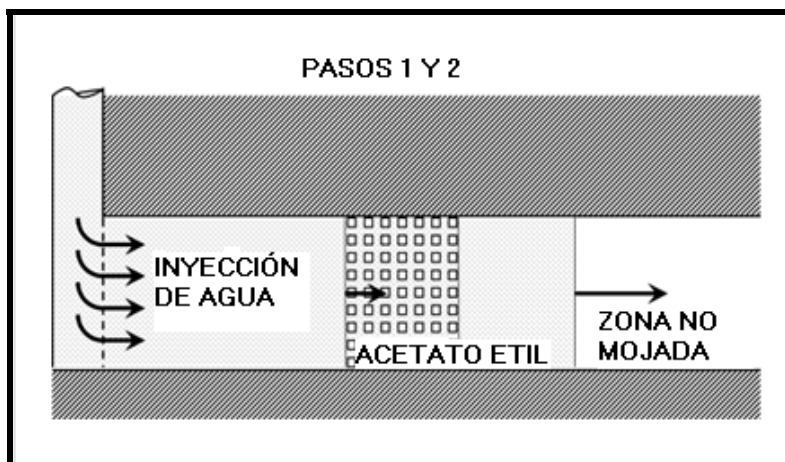 PASOS 1 Y 2
INYECCIÓN
DE AGUA
ACETATO ETIL
ZONA NO
MOJADA